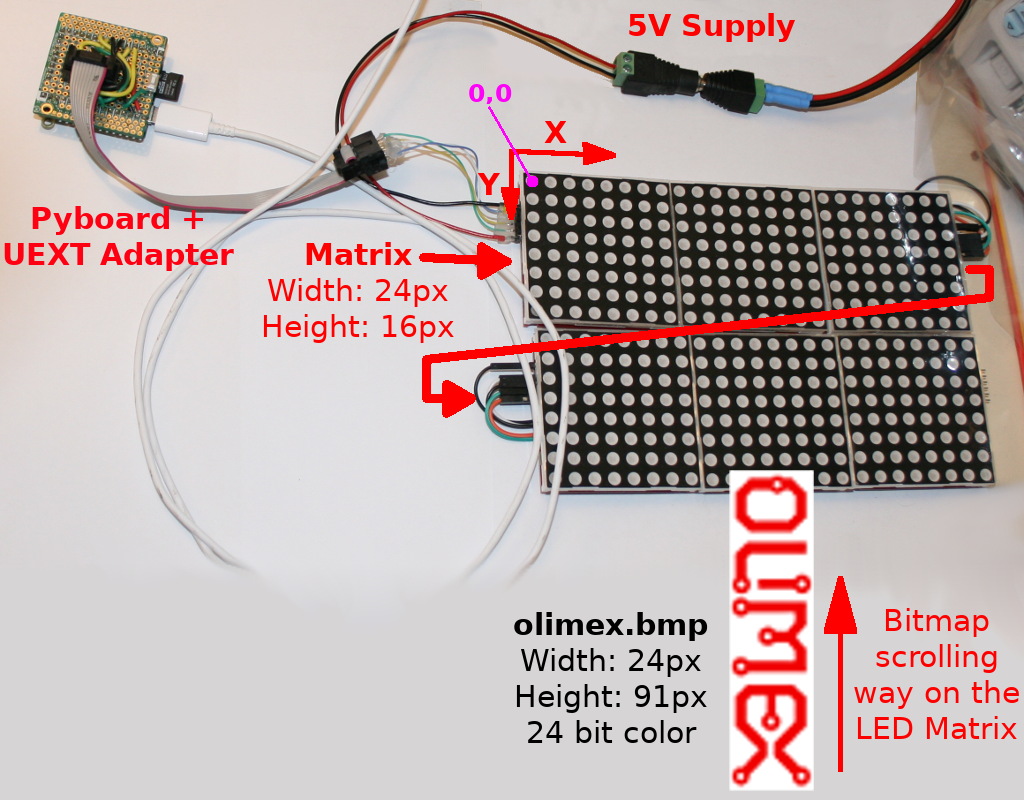 5V Supply
0,0
X
Y
Pyboard +
UEXT Adapter
Matrix
Width: 24px
Height: 16px
OLIMEX
olimex.bmp
Width: 24px
Height: 91px
24 bit color
Bitmap
scrolling
way on the
LED Matrix